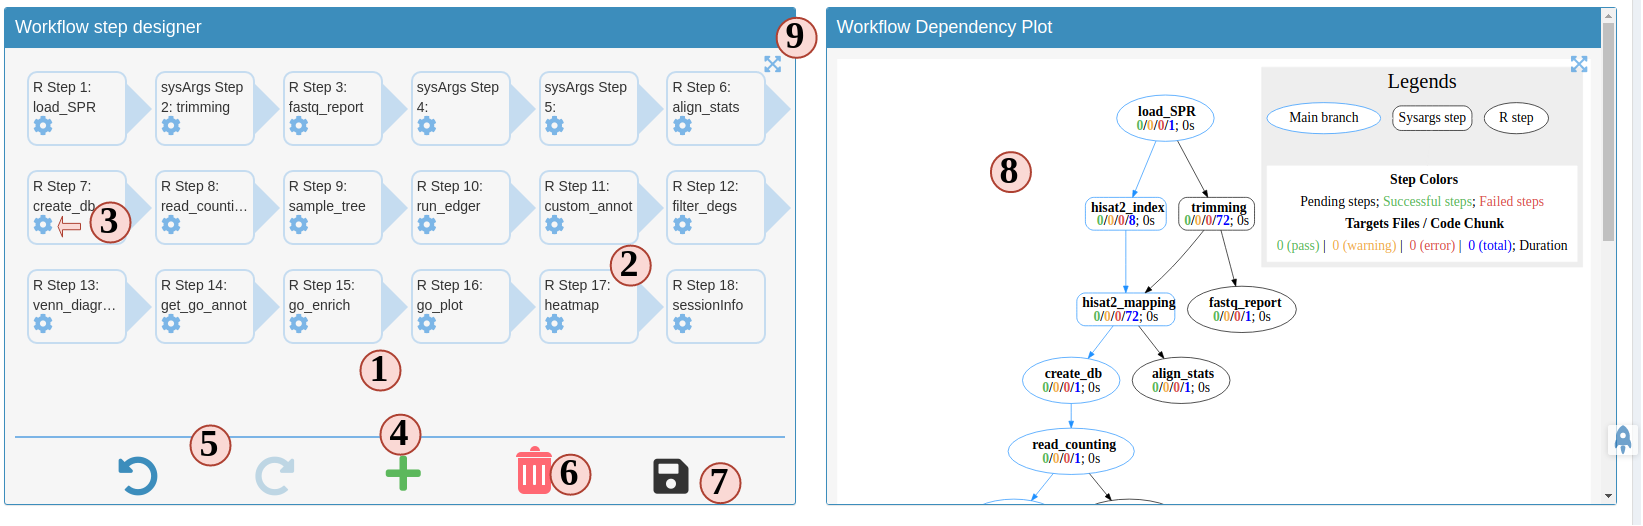 Workflow step designer
9
R Step 1:
load_SPR
sysArgs Step
2: trimming
R Step 3:
fastq_report
sysArgs Step
4:
sysArgs Step
5:
R Step 6:
align_stats
R Step 7:
create_db
3
R Step 8:
read_counti...
R Step 9:
sample_tree
R Step 10:
run_edger
R Step 11:
custom_annot
R Step 12:
filter_degs
2
R Step 13:
venn_diagr...
R Step 14:
get_go_annot
R Step 15:
go_enrich
R Step 16:
go_plot
R Step 17:
heatmap
R Step 18:
sessionInfo
1
5
4
6
7
Workflow Dependency Plot
8
load_SPR
0/0/0/1; 0s
hisat2_index
0/0/0/8; 0s
trimming
0/0/0/72; 0s
hisat2_mapping
0/0/0/72; 0s
fastq_report
0/0/0/1; 0s
create_db
0/0/0/1; 0s
align_stats
0/0/0/1; 0s
read_counting
0/0/0/1; 0s
Legends
Main branch
Sysargs step
R step
Step Colors
Pending steps; Successful steps; Failed steps
Targets Files / Code Chunk
0 (pass) | 0 (warning) | 0 (error) | 0 (total); Duration